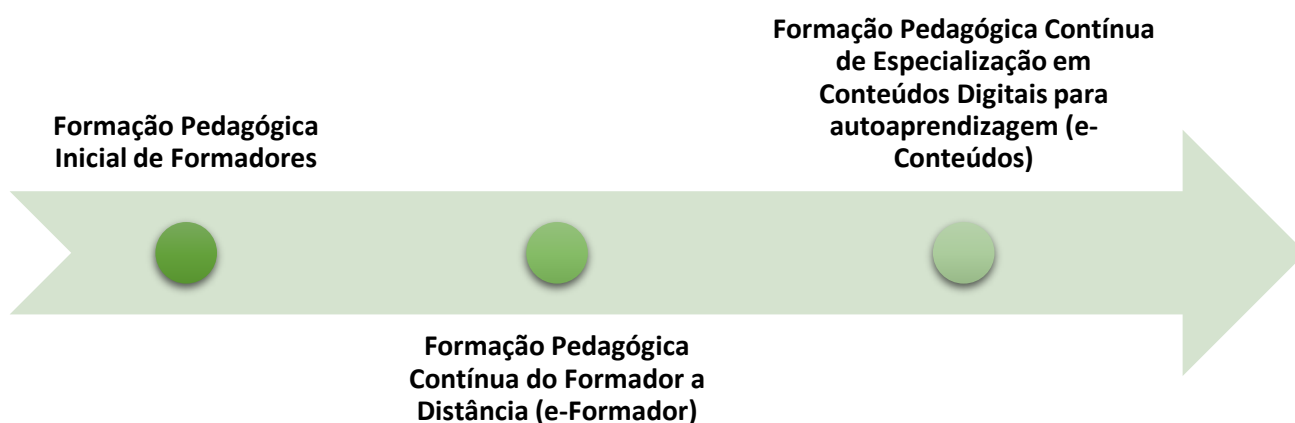 Formação Pedagógica
Inicial de Formadores
Formação Pedagógica
Contínua do Formador a
Distância (e-Formador)
Formação Pedagógica Contínua
de Especialização em
Conteúdos Digitais para
autoaprendizagem (e-
Conteúdos)